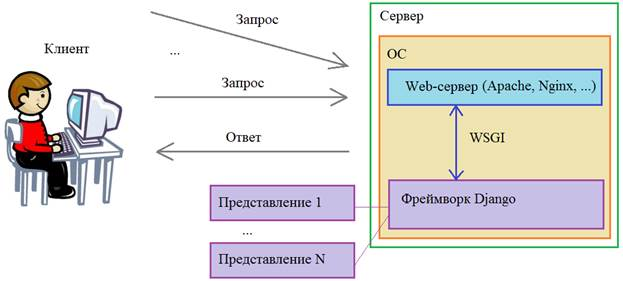 Запрос
Сервер
Клиент
...
ОС
Запрос
Web-сервер (Apache, Nginx, ...)
Ответ
WSGI
Представление 1
Фреймворк Django
...
Представление N